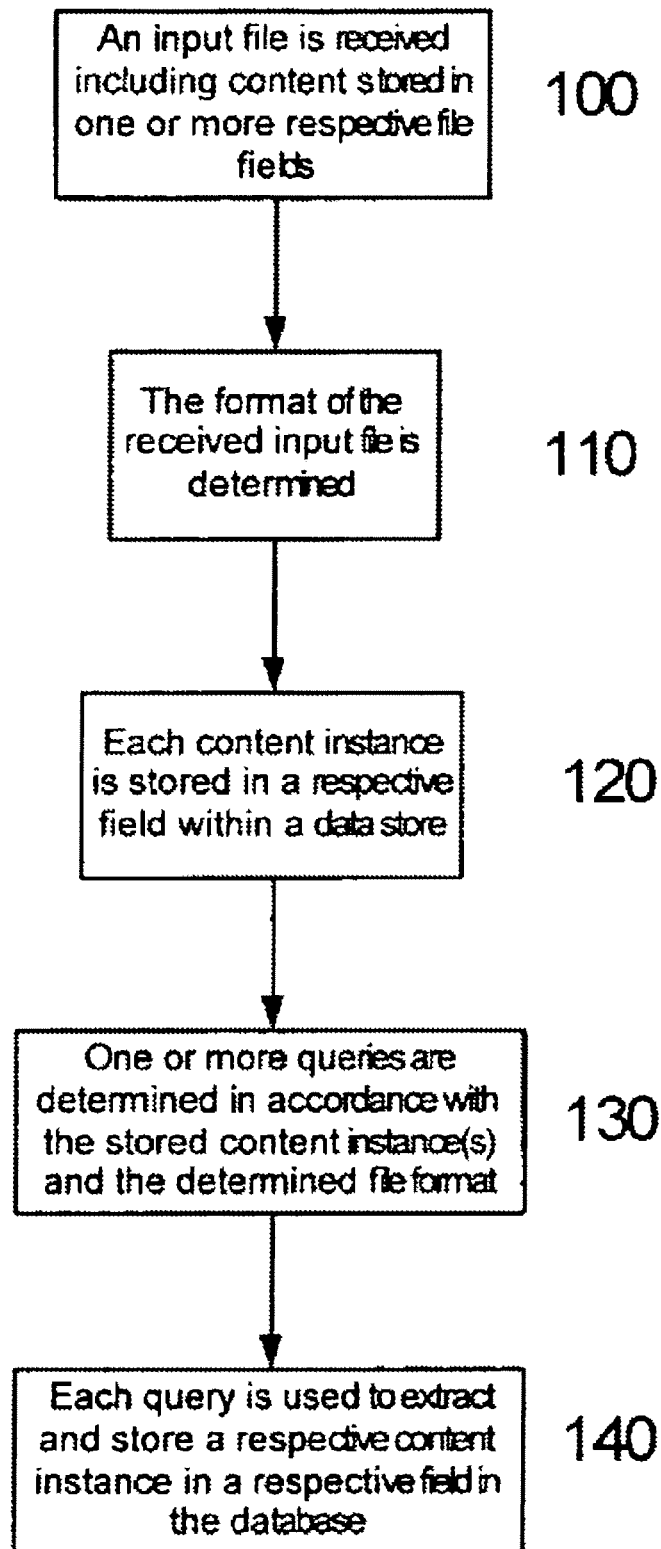 An input file is received
including content stored in
one or more respective file
fields
100
The format of the
received input file is
determined
110
Each content instance
is stored in a respective
field within a data store
120
One or more queries are
determined in accordance with
the stored content instance(s)
and the determined file format
130
Each query is used to extract
and store a respective content
instance in a respective field in
the database
140